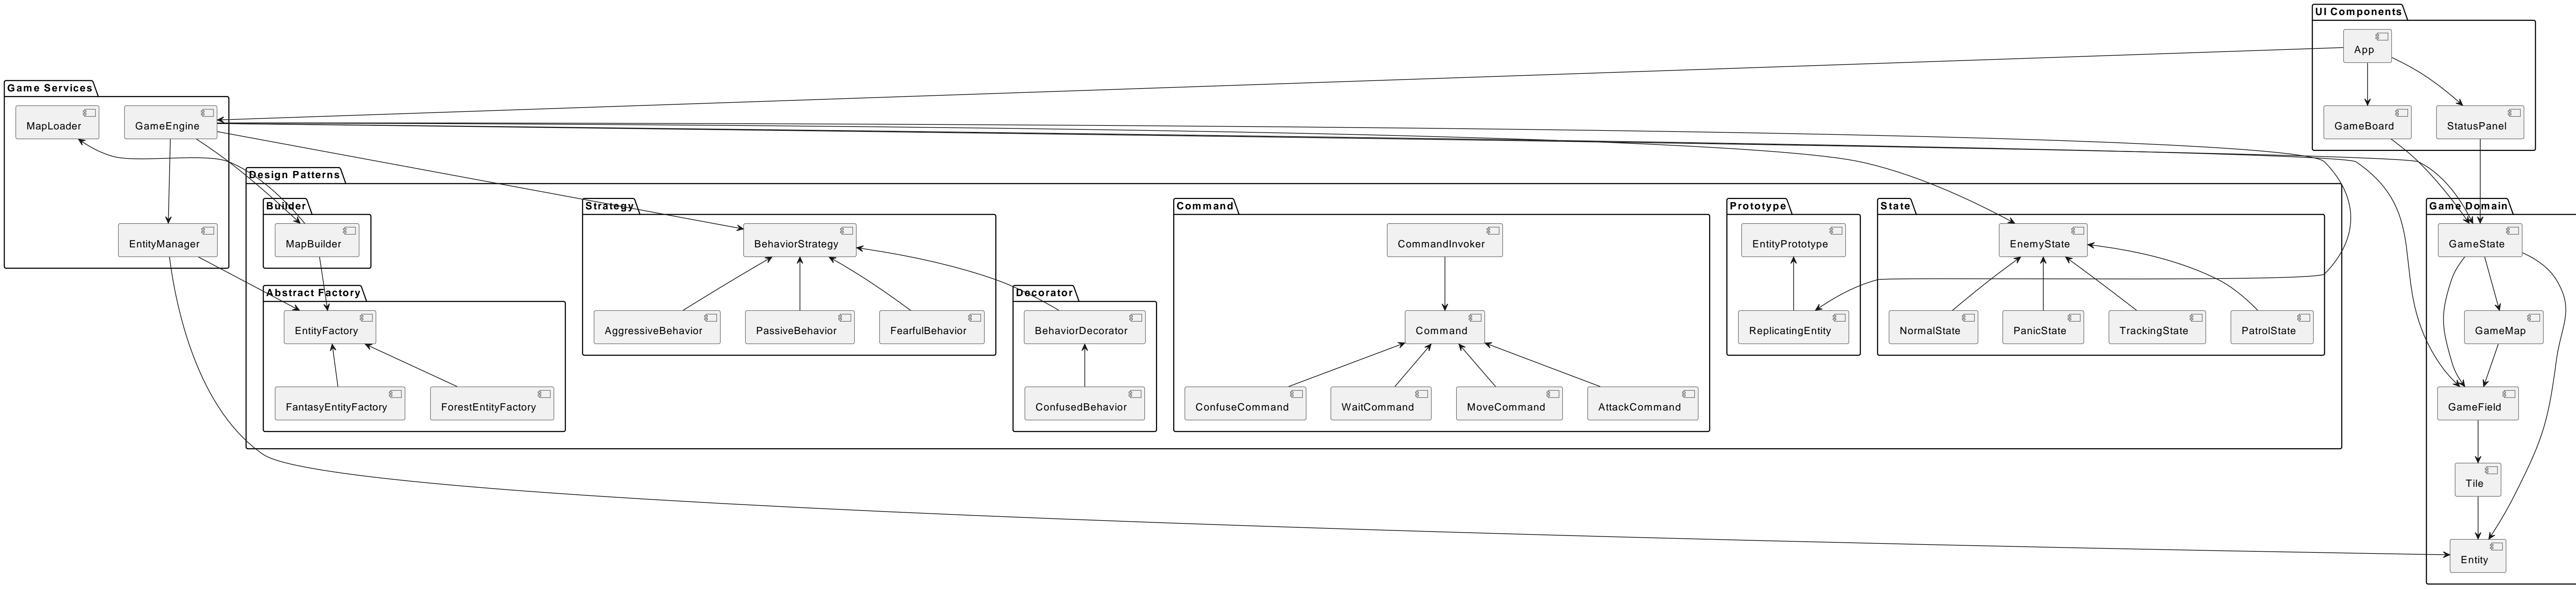 UI Components
App
GameBoard
StatusPanel
Game Services
MapLoader
GameEngine
EntityManager
Design Patterns
Builder
MapBuilder
Abstract Factory
EntityFactory
FantasyEntityFactory
ForestEntityFactory
Strategy
BehaviorStrategy
AggressiveBehavior
PassiveBehavior
FearfulBehavior
Decorator
BehaviorDecorator
ConfusedBehavior
Command
CommandInvoker
Command
ConfuseCommand
WaitCommand
MoveCommand
AttackCommand
Prototype
EntityPrototype
ReplicatingEntity
State
EnemyState
NormalState
PanicState
TrackingState
PatrolState
Game Domain
GameState
GameMap
GameField
Tile
Entity